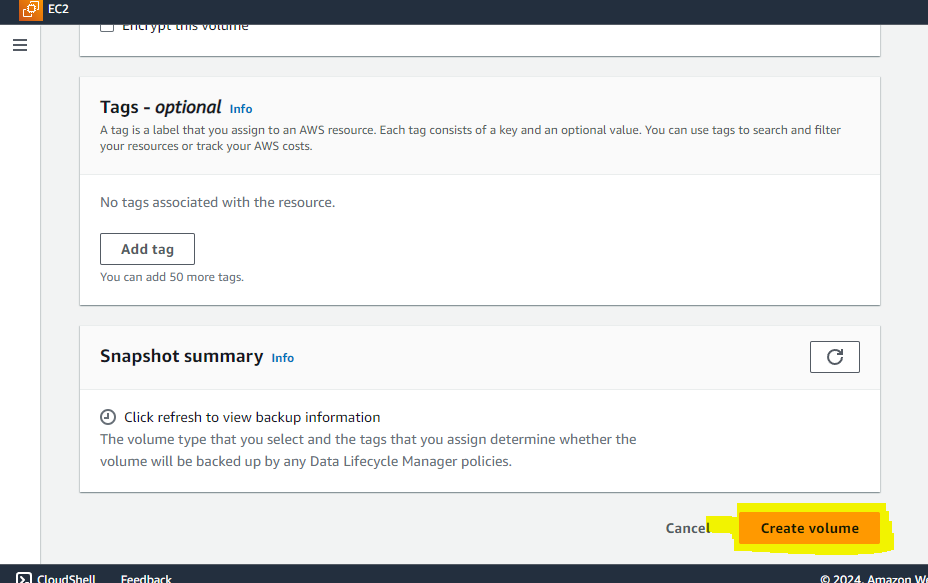 EC2
Encrypt this volume
Tags - optional Info
A tag is a label that you assign to an AWS resource. Each tag consists of a key and an optional value. You can use tags to search and filter
your resources or track your AWS costs.
No tags associated with the resource.
Add tag
You can add 50 more tags.
Snapshot summary Info
Click refresh to view backup information
The volume type that you select and the tags that you assign determine whether the
volume will be backed up by any Data Lifecycle Manager policies.
Cancel Create volume
CloudShell Feedback © 2024, Amazon We